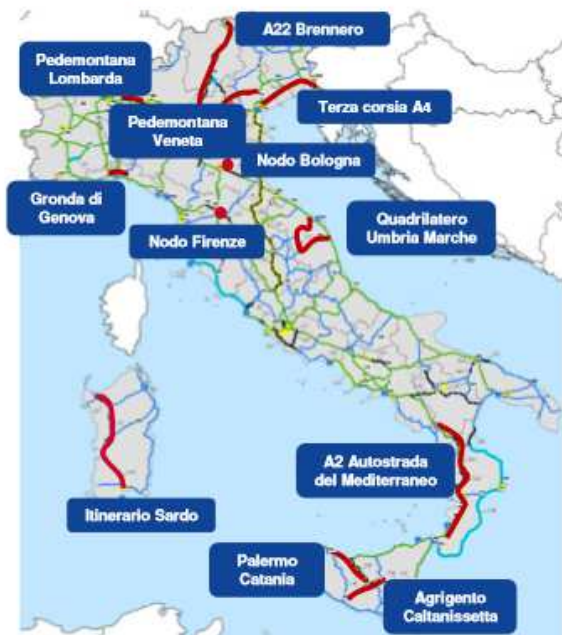 A22 Brennero
Pedemontana
Lombarda
Terza corsia A4
Pedemontana
Veneta
Nodo Bologna
Gronda di
Genova
Quadrilatero
Umbria Marche
Nodo Firenze
A2 Autostrada
del Mediterraneo
Itinerario Sardo
Palermo
Catania
Agrigento
Caltanissetta